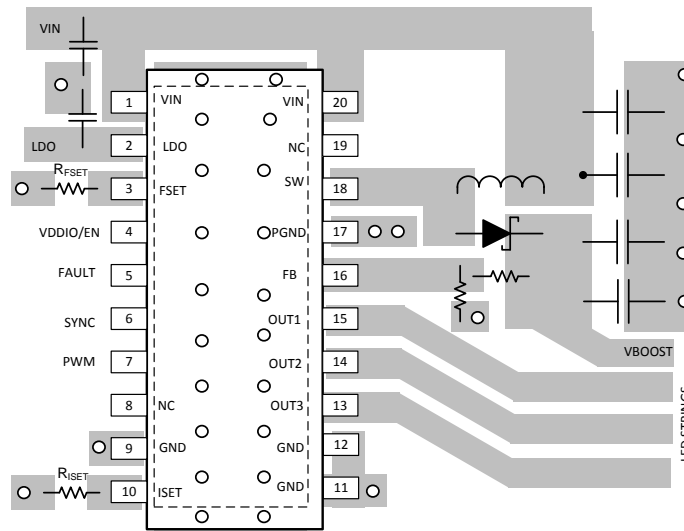 VIN
LDO
RFSET
VDDIO/EN
FAULT
SYNC
PWM
RISET
1 VIN
2 LDO
3 FSET
4
5
6
7
8 NC
9 GND
10 ISET
VIN 20
NC 19
SW 18
PGND 17
FB 16
OUT1 15
OUT2 14
OUT3 13
GND 12
GND 11
VBOOST
LED STRINGS